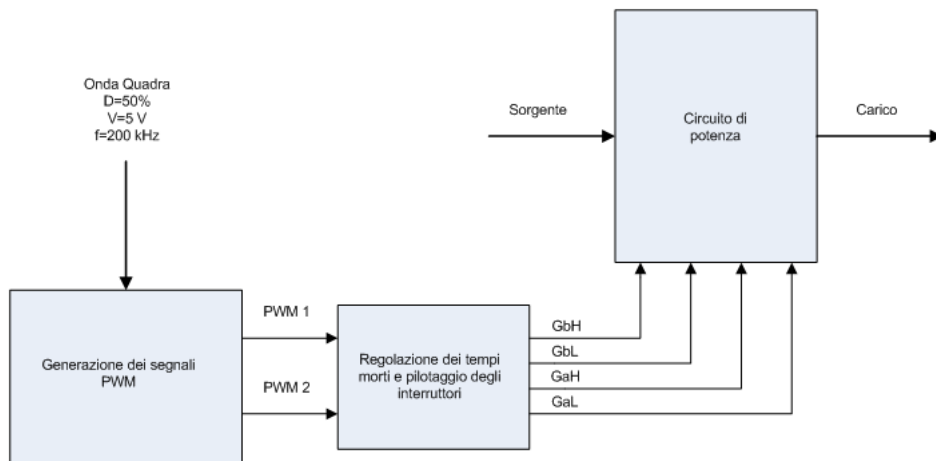 Onda Quadra
D=50%
V=5 V
f=200 kHz
Sorgente
Circuito di
potenza
Carico
Generazione dei segnali
PWM
PWM 1
PWM 2
Regolazione dei tempi
morti e pilotaggio degli
interruttori
GbH
GbL
GaH
GaL